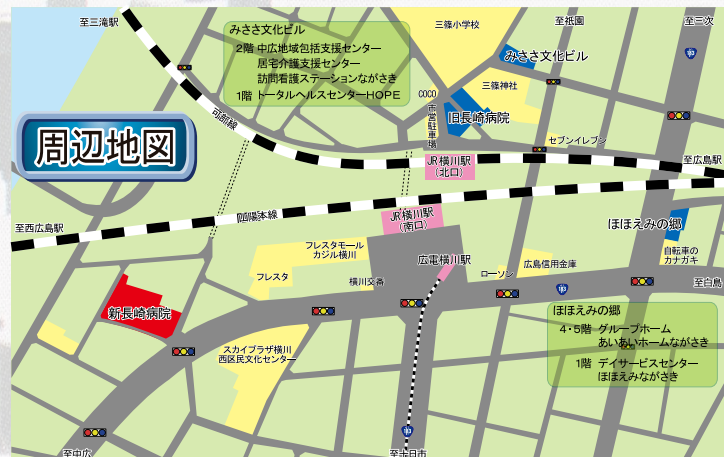 至三滝駅
みささ文化ビル
2階 中広地域包括支援センター
居宅介護支援センター
訪問看護ステーションながさき
1階 トータルヘルスセンターHOPE
三篠小学校
至祇園
至三次
183
みささ文化ビル
三篠神社
COCO
市営駐車場
旧長崎病院
セブンイレブン
可部線
周辺地図
JR横川駅
(北口)
至広島駅
至西広島駅
山陽本線
JR横川駅
(南口)
ほほえみの郷
自転車の
カナガキ
フレスタモール
カジル横川
フレスタ
横川交番
広電横川駅
ローソン
広島信用金庫
183
至白島
新長崎病院
スカイプラザ横川
西区民文化センター
ほほえみの郷
4・5階 グループホーム
あいあいホームながさき
1階 デイサービスセンター
ほほえみながさき
183
至中広
至十日市